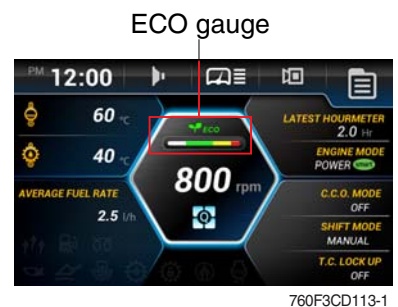 ECO gauge
PM 12:00
60 °C
ECO
LATEST HOURMETER
2.0 Hr
40 °C
ENGINE MODE
POWER smart
800 rpm
AVERAGE FUEL RATE
2.5 l/h
Q
C.C.O. MODE
OFF
SHIFT MODE
MANUAL
T.C. LOCK UP
OFF
760F3CD113-1